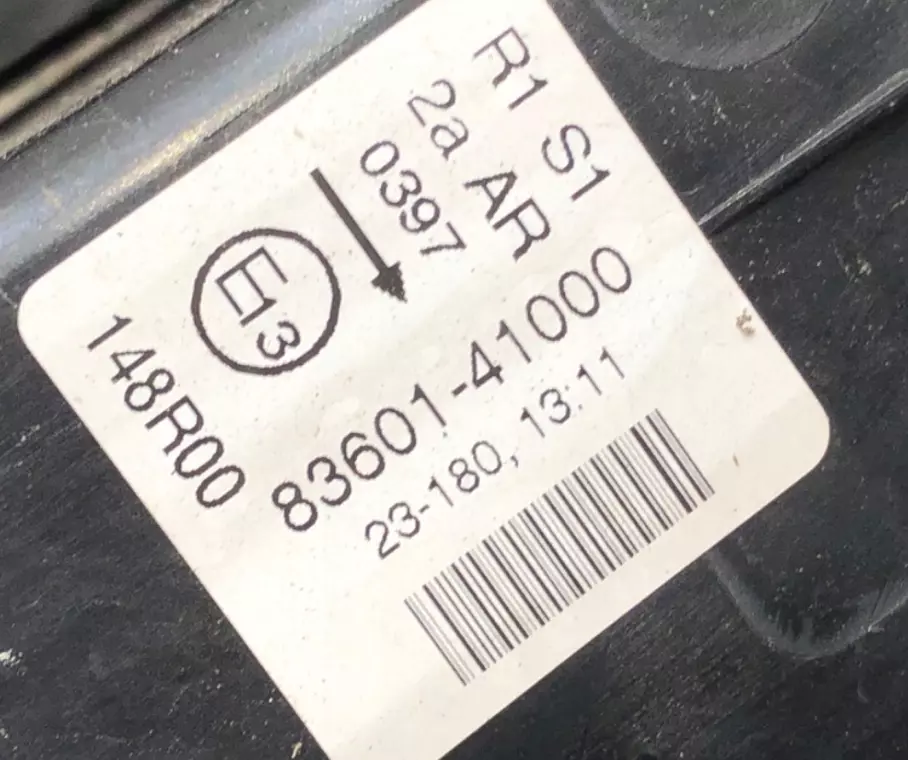 R1 S1
2a AR
0397
E13
148R00
83601-41000
23-180, 13:11